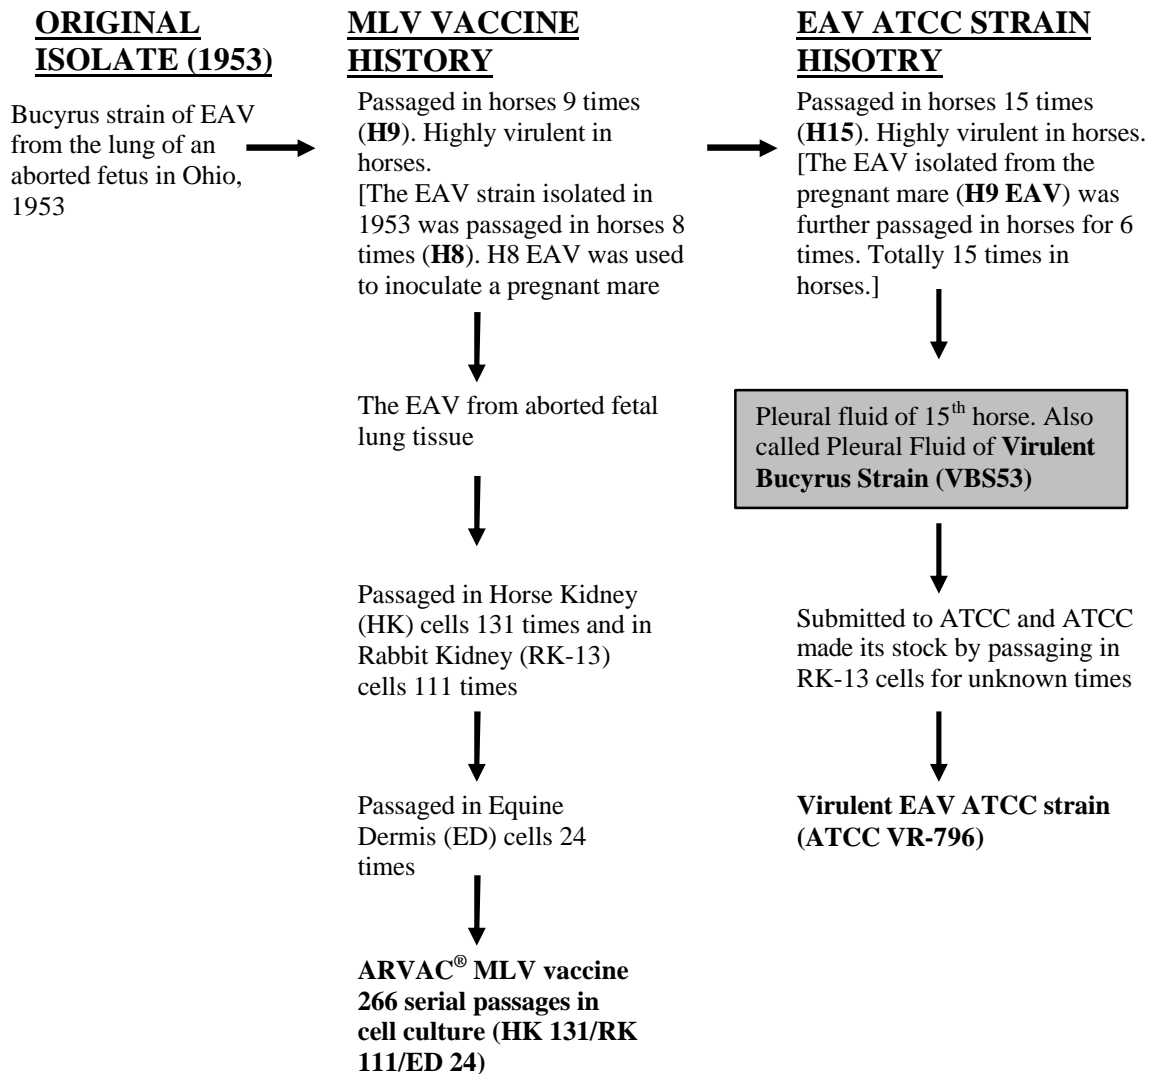 ORIGINAL
ISOLATE (1953)
Bucyrus strain of EAV
from the lung of an
aborted fetus in Ohio,
1953
MLV VACCINE
HISTORY
Passaged in horses 9 times
(H9). Highly virulent in
horses.
[The EAV strain isolated in
1953 was passaged in horses 8
times (H8). H8 EAV was used
to inoculate a pregnant mare
The EAV from aborted fetal
lung tissue
Passaged in Horse Kidney
(HK) cells 131 times and in
Rabbit Kidney (RK-13)
cells 111 times
Passaged in Equine
Dermis (ED) cells 24
times
ARVAC® MLV vaccine
266 serial passages in
cell culture (HK 131/RK
111/ED 24)
EAV ATCC STRAIN
HISOTRY
Passaged in horses 15 times
(H15). Highly virulent in horses.
[The EAV isolated from the
pregnant mare (H9 EAV) was
further passaged in horses for 6
times. Totally 15 times in
horses.]
Pleural fluid of 15th horse. Also
called Pleural Fluid of Virulent
Bucyrus Strain (VBS53)
Submitted to ATCC and ATCC
made its stock by passaging in
RK-13 cells for unknown times
Virulent EAV ATCC strain
(ATCC VR-796)